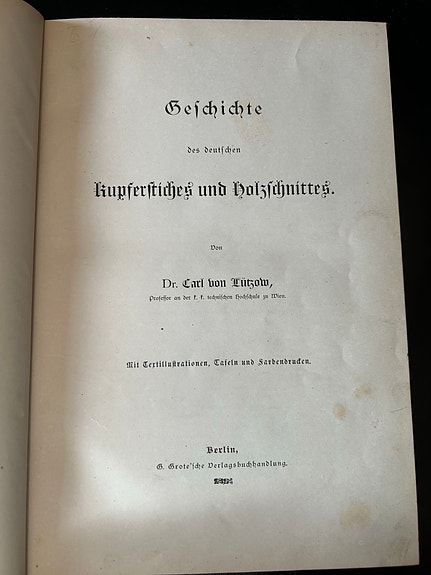 Geſchichte
des deutſchen
Kupferſtiches und Holzſchnittes.
Von
Dr. Carl von Lützow,
Profeſſor an der k. k. techniſchen Hochſchule zu Wien.
Mit Textilluſtrationen, Tafeln und Farbendrucken.
Berlin,
G. Grote'ſche Verlagsbuchhandlung.